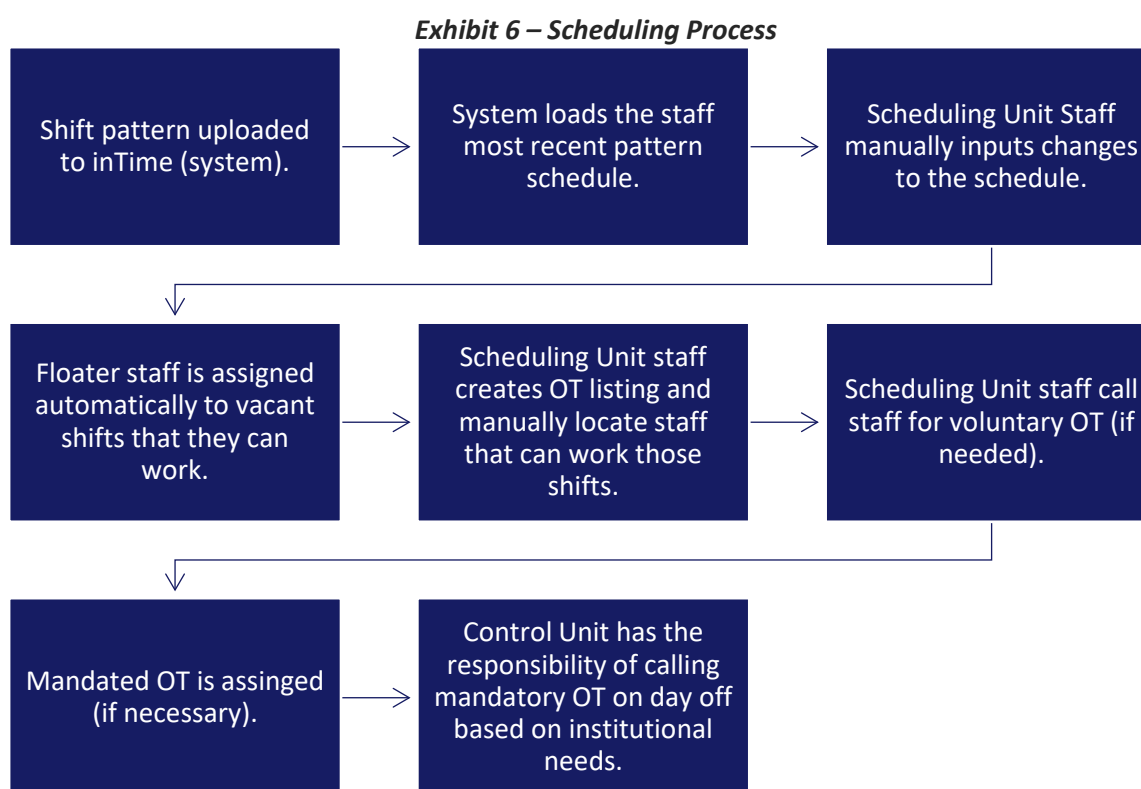 Exhibit 6 – Scheduling Process
Shift pattern uploaded
to inTime (system).
System loads the staff
most recent pattern
schedule.
Scheduling Unit Staff
manually inputs changes
to the schedule.
Floater staff is assigned
automatically to vacant
shifts that they can
work.
Scheduling Unit staff
creates OT listing and
manually locate staff
that can work those
shifts.
Scheduling Unit staff call
staff for voluntary OT (if
needed).
Mandated OT is assinged
(if necessary).
Control Unit has the
responsibility of calling
mandatory OT on day off
based on institutional
needs.